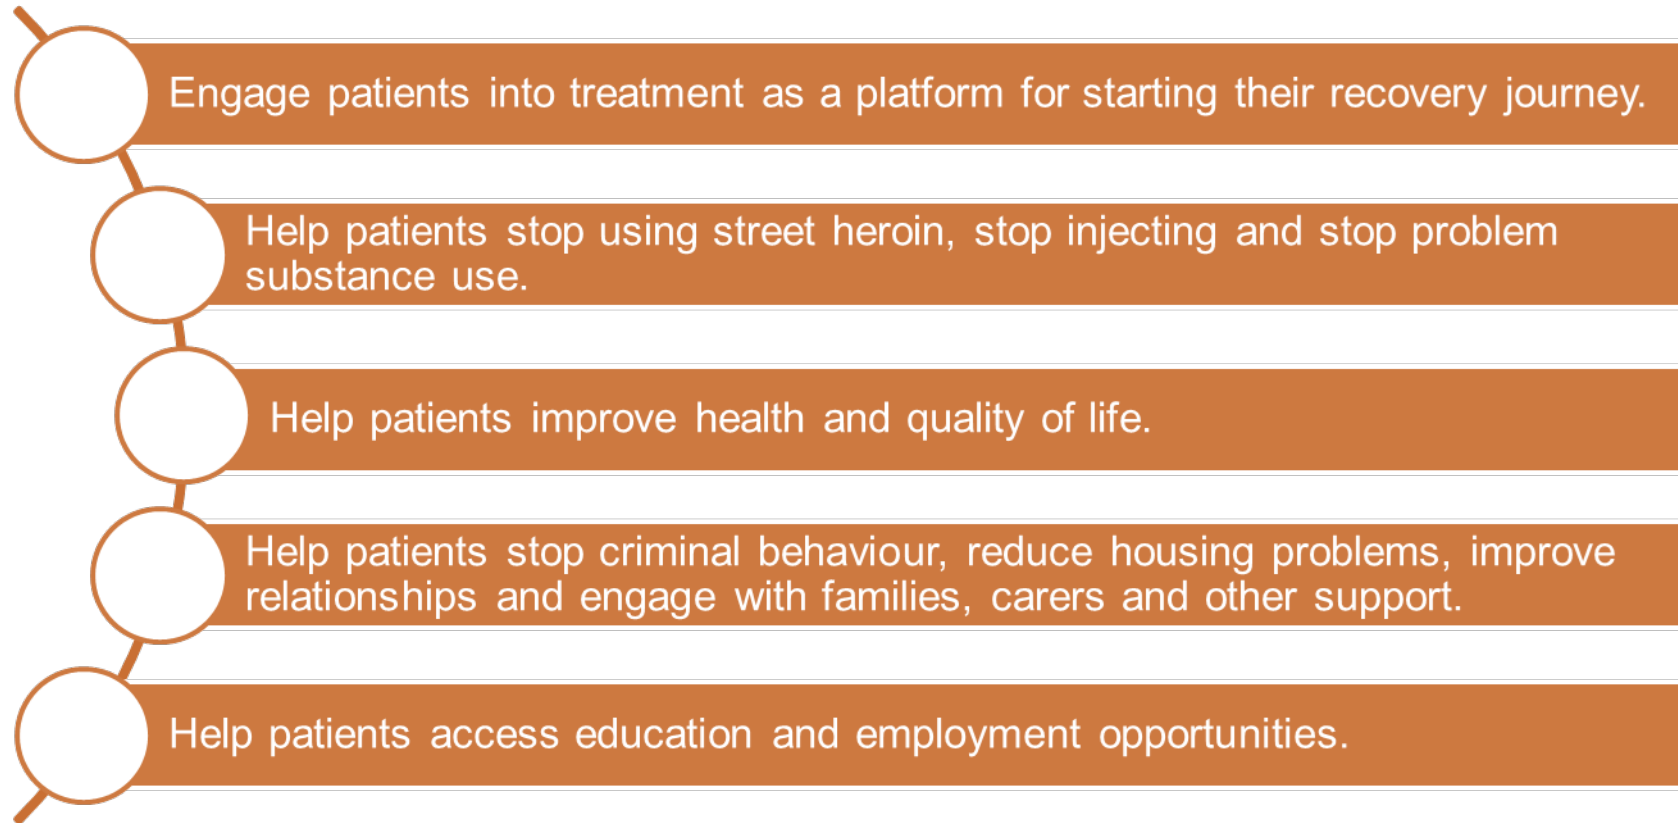 Engage patients into treatment as a platform for starting their recovery journey.
Help patients stop using street heroin, stop injecting and stop problem
substance use.
Help patients improve health and quality of life.
Help patients stop criminal behaviour, reduce housing problems, improve
relationships and engage with families, carers and other support.
Help patients access education and employment opportunities.